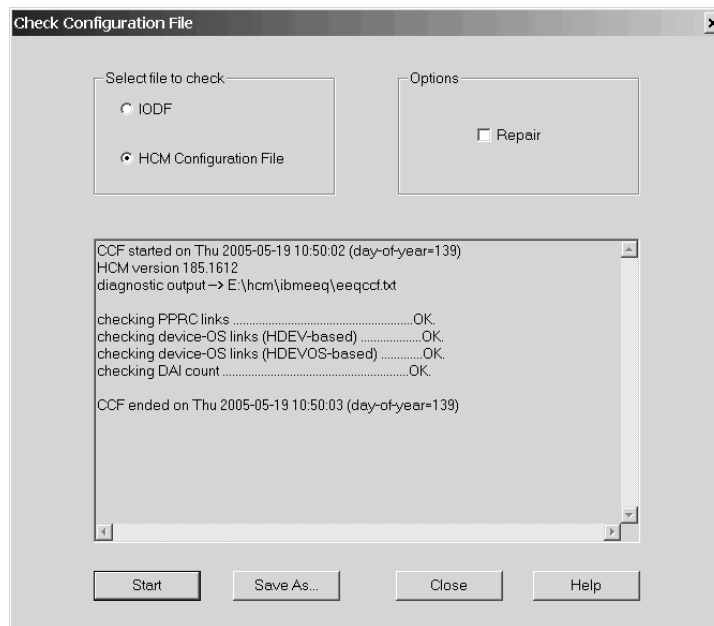 Check Configuration File
Select file to check
IODF
HCM Configuration File
Options
Repair
CCF started on Thu 2005-05-19 10:50:02 (day-of-year=139)
HCM version 185.1612
diagnostic output --> E:\hcm\ibmeeq\eeqccf.txt
checking PPRC links .......................................................OK.
checking device-OS links (HDEV-based) ..................OK.
checking device-OS links (HDEVOS-based) ............OK.
checking DAI count ........................................................OK.
CCF ended on Thu 2005-05-19 10:50:03 (day-of-year=139)
Start
Save As...
Close
Help